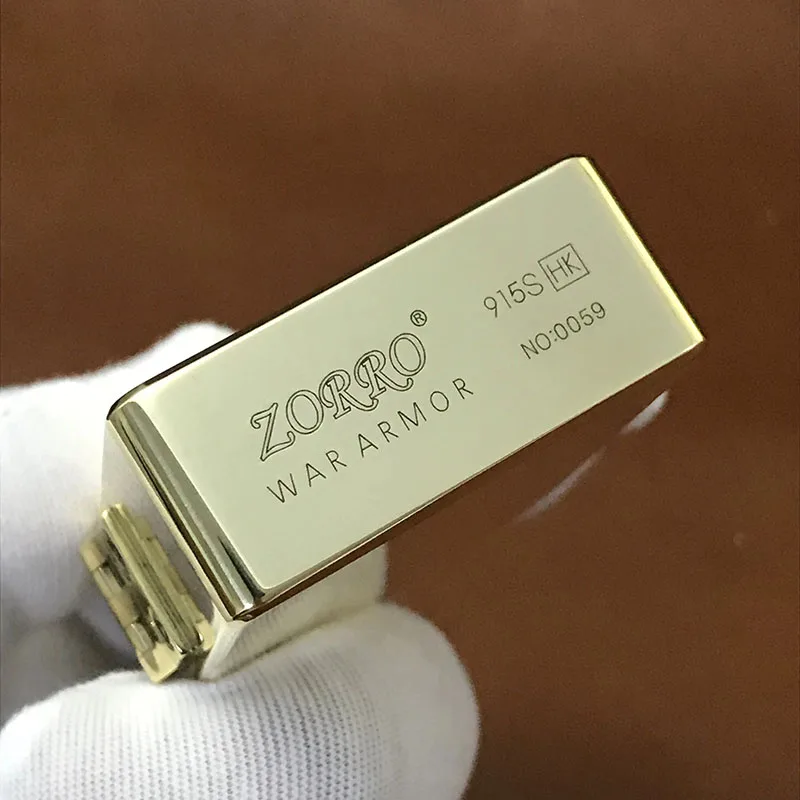 ZORRO®
WAR ARMOR
915S HK
NO:0059